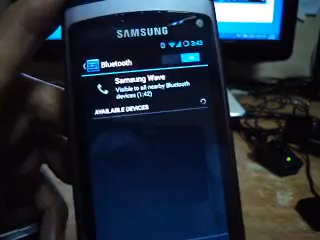 SAMSUNG
3:43
Bluetooth
Samsung Wave
Visible to all nearby Bluetooth
devices (1:42)
AVAILABLE DEVICES